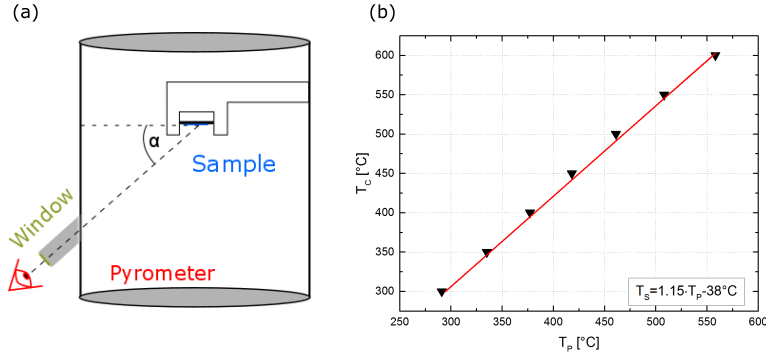 (a)
α
Sample
Window
Pyrometer
(b)
600
550
500
450
400
350
300
T_C [°C]
250 300 350 400 450 500 550 600
T_P [°C]
T_S=1.15·T_P-38°C